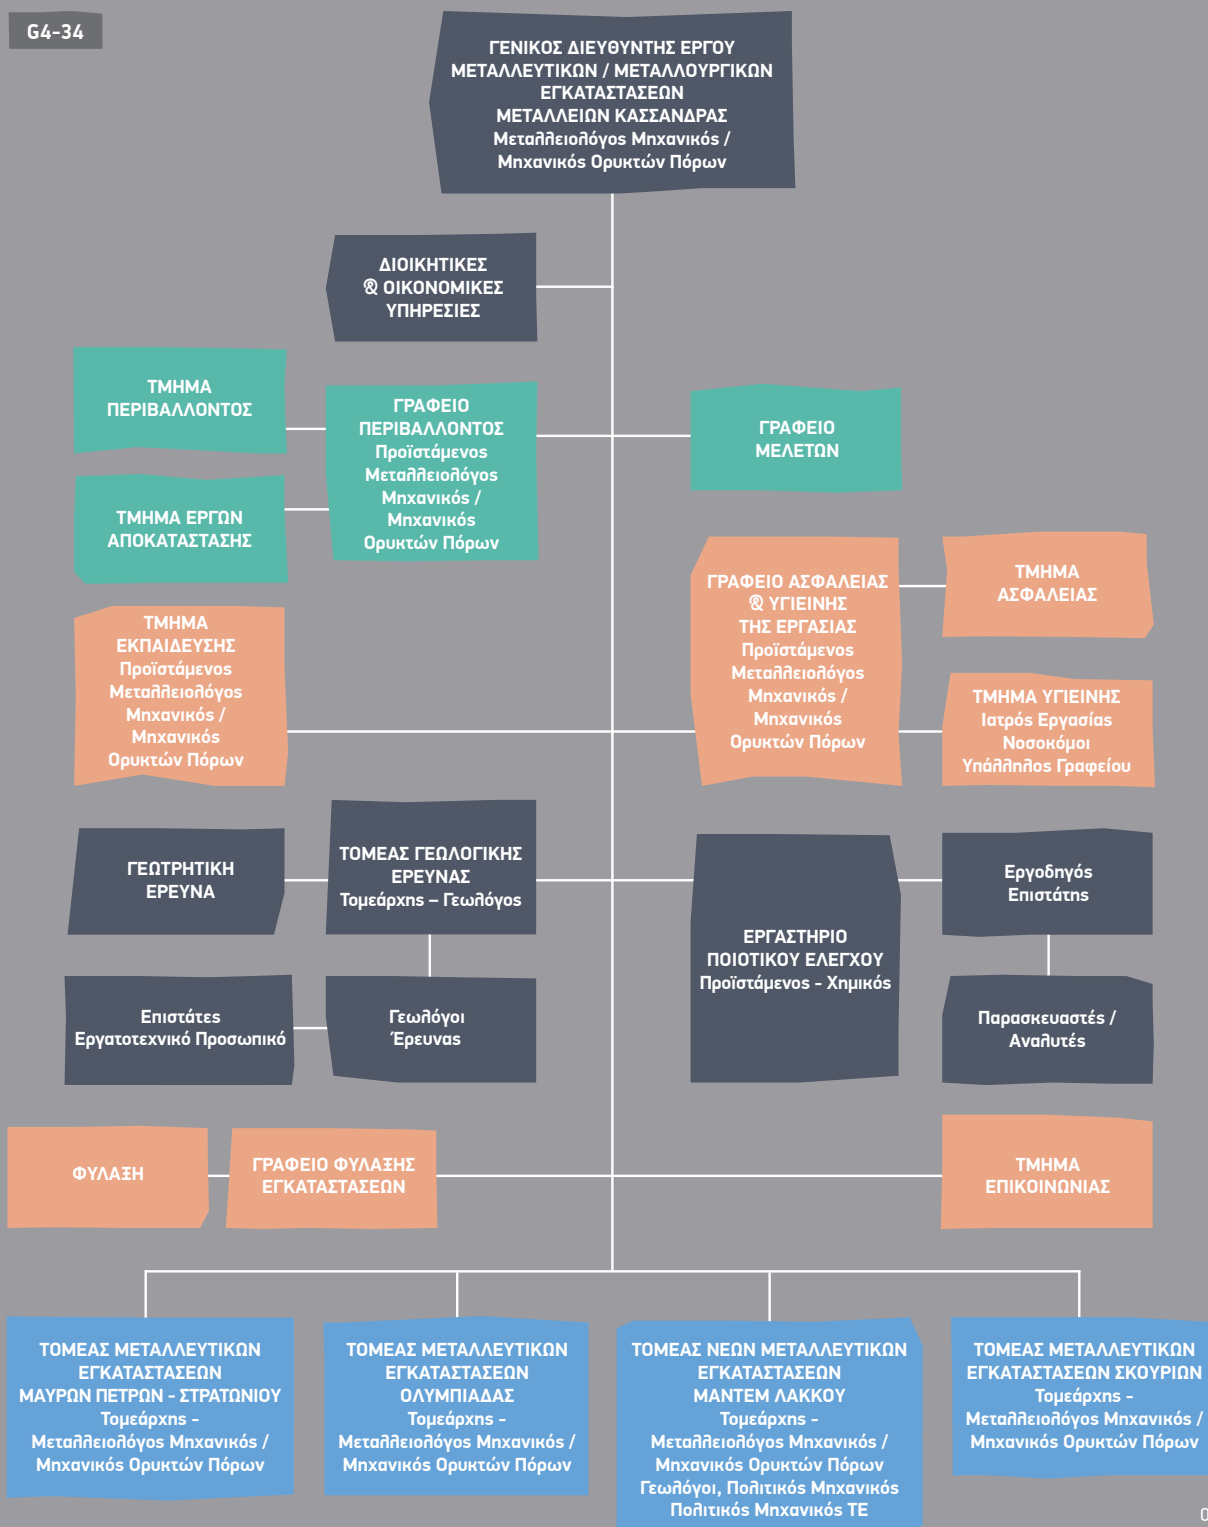 G4-34
ΓΕΝΙΚΟΣ ΔΙΕΥΘΥΝΤΗΣ ΕΡΓΟΥ
ΜΕΤΑΛΛΕΥΤΙΚΩΝ / ΜΕΤΑΛΛΟΥΡΓΙΚΩΝ
ΕΓΚΑΤΑΣΤΑΣΕΩΝ
ΜΕΤΑΛΛΕΙΩΝ ΚΑΣΣΑΝΔΡΑΣ
Μεταλλειολόγος Μηχανικός /
Μηχανικός Ορυκτών Πόρων
ΔΙΟΙΚΗΤΙΚΕΣ
& ΟΙΚΟΝΟΜΙΚΕΣ
ΥΠΗΡΕΣΙΕΣ
ΤΜΗΜΑ
ΠΕΡΙΒΑΛΛΟΝΤΟΣ
ΓΡΑΦΕΙΟ
ΠΕΡΙΒΑΛΛΟΝΤΟΣ
Προϊστάμενος
Μεταλλειολόγος
Μηχανικός /
Μηχανικός
Ορυκτών Πόρων
ΓΡΑΦΕΙΟ
ΜΕΛΕΤΩΝ
ΤΜΗΜΑ ΕΡΓΩΝ
ΑΠΟΚΑΤΑΣΤΑΣΗΣ
ΤΜΗΜΑ
ΕΚΠΑΙΔΕΥΣΗΣ
Προϊστάμενος
Μεταλλειολόγος
Μηχανικός /
Μηχανικός
Ορυκτών Πόρων
ΓΡΑΦΕΙΟ ΑΣΦΑΛΕΙΑΣ
& ΥΓΙΕΙΝΗΣ
ΤΗΣ ΕΡΓΑΣΙΑΣ
Προϊστάμενος
Μεταλλειολόγος
Μηχανικός /
Μηχανικός
Ορυκτών Πόρων
ΤΜΗΜΑ
ΑΣΦΑΛΕΙΑΣ
ΤΜΗΜΑ ΥΓΙΕΙΝΗΣ
Ιατρός Εργασίας
Νοσοκόμοι
Υπάλληλος Γραφείου
ΓΕΩΤΡΗΤΙΚΗ
ΕΡΕΥΝΑ
ΤΟΜΕΑΣ ΓΕΩΛΟΓΙΚΗΣ
ΕΡΕΥΝΑΣ
Τομεάρχης – Γεωλόγος
ΕΡΓΑΣΤΗΡΙΟ
ΠΟΙΟΤΙΚΟΥ ΕΛΕΓΧΟΥ
Προϊστάμενος - Χημικός
Εργοδηγός
Επιστάτης
Επιστάτες
Εργατοτεχνικό Προσωπικό
Γεωλόγοι
Έρευνας
Παρασκευαστές /
Αναλυτές
ΦΥΛΑΞΗ
ΓΡΑΦΕΙΟ ΦΥΛΑΞΗΣ
ΕΓΚΑΤΑΣΤΑΣΕΩΝ
ΤΜΗΜΑ
ΕΠΙΚΟΙΝΩΝΙΑΣ
ΤΟΜΕΑΣ ΜΕΤΑΛΛΕΥΤΙΚΩΝ
ΕΓΚΑΤΑΣΤΑΣΕΩΝ
ΜΑΥΡΩΝ ΠΕΤΡΩΝ - ΣΤΡΑΤΩΝΙΟΥ
Τομεάρχης -
Μεταλλειολόγος Μηχανικός /
Μηχανικός Ορυκτών Πόρων
ΤΟΜΕΑΣ ΜΕΤΑΛΛΕΥΤΙΚΩΝ
ΕΓΚΑΤΑΣΤΑΣΕΩΝ
ΟΛΥΜΠΙΑΔΑΣ
Τομεάρχης -
Μεταλλειολόγος Μηχανικός /
Μηχανικός Ορυκτών Πόρων
ΤΟΜΕΑΣ ΝΕΩΝ ΜΕΤΑΛΛΕΥΤΙΚΩΝ
ΕΓΚΑΤΑΣΤΑΣΕΩΝ
ΜΑΝΤΕΜ ΛΑΚΚΟΥ
Τομεάρχης -
Μεταλλειολόγος Μηχανικός /
Μηχανικός Ορυκτών Πόρων
Γεωλόγοι, Πολιτικός Μηχανικός
Πολιτικός Μηχανικός ΤΕ
ΤΟΜΕΑΣ ΜΕΤΑΛΛΕΥΤΙΚΩΝ
ΕΓΚΑΤΑΣΤΑΣΕΩΝ ΣΚΟΥΡΙΩΝ
Τομεάρχης -
Μεταλλειολόγος Μηχανικός /
Μηχανικός Ορυκτών Πόρων